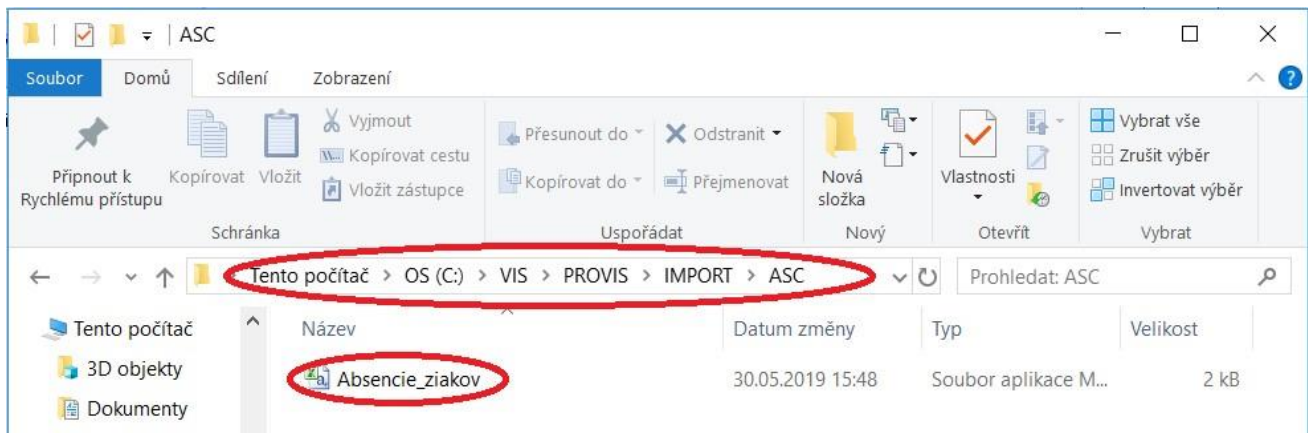 ASC
Soubor Domů Sdílení Zobrazení
Připnout k Rychlému přístupu
Kopírovat
Vložit
Vyjmout
Kopírovat cestu
Vložit zástupce
Schránka
Přesunout do
Kopírovat do
Odstranit
Přejmenovat
Uspořádat
Nová složka
Nový
Vlastnosti
Otevřít
Vybrat vše
Zrušit výběr
Invertovat výběr
Vybrat
Tento počítač > OS (C:) > VIS > PROVIS > IMPORT > ASC
Prohledat: ASC
Tento počítač
3D objekty
Dokumenty
Název Datum změny Typ Velikost
Absencie_ziakov 30.05.2019 15:48 Soubor aplikace M... 2 kB